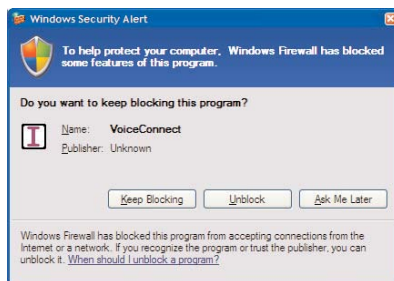 Windows Security Alert
To help protect your computer, Windows Firewall has blocked
some features of this program.
Do you want to keep blocking this program?
Name: VoiceConnect
Publisher: Unknown
Keep Blocking Unblock Ask Me Later
Windows Firewall has blocked this program from accepting connections from the
Internet or a network. If you recognize the program or trust the publisher, you can
unblock it. When should I unblock a program?